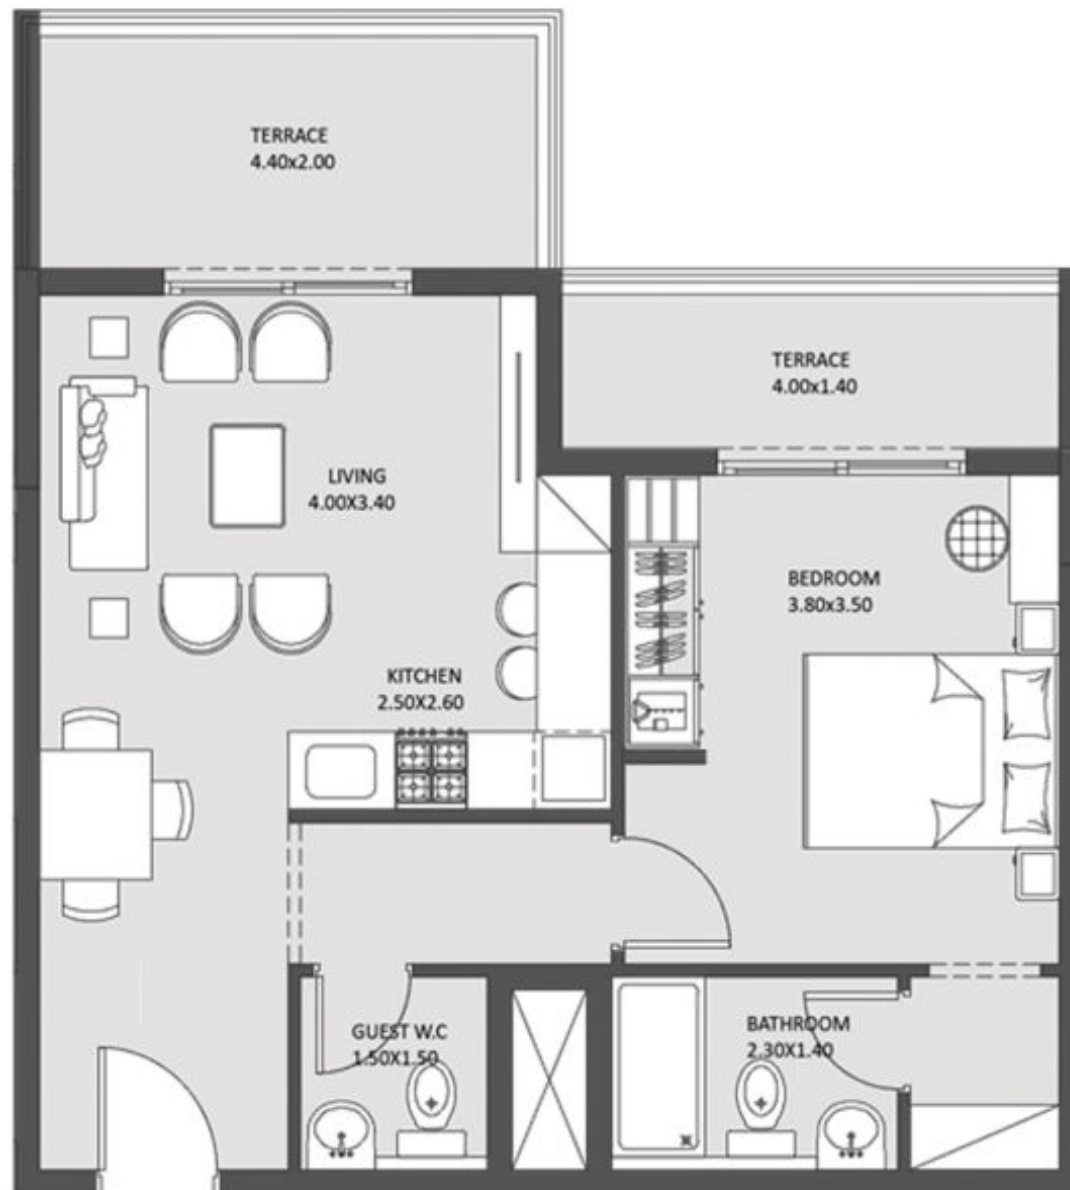 TERRACE
4.40x2.00
TERRACE
4.00x1.40
LIVING
4.00X3.40
BEDROOM
3.80x3.50
KITCHEN
2.50X2.60
GUEST W.C
1.50X1.50
BATHROOM
2.30X1.40